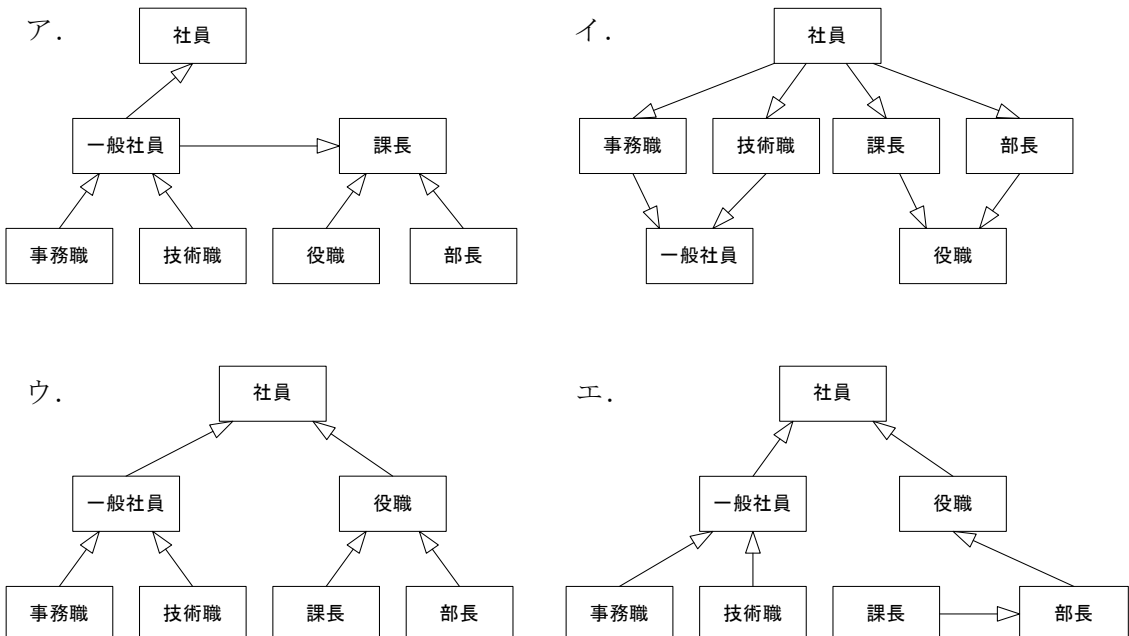 ア．
社員
一般社員
課長
事務職
技術職
役職
部長
イ．
社員
事務職
技術職
課長
部長
一般社員
役職
ウ．
社員
一般社員
役職
事務職
技術職
課長
部長
エ．
社員
一般社員
役職
事務職
技術職
課長
部長